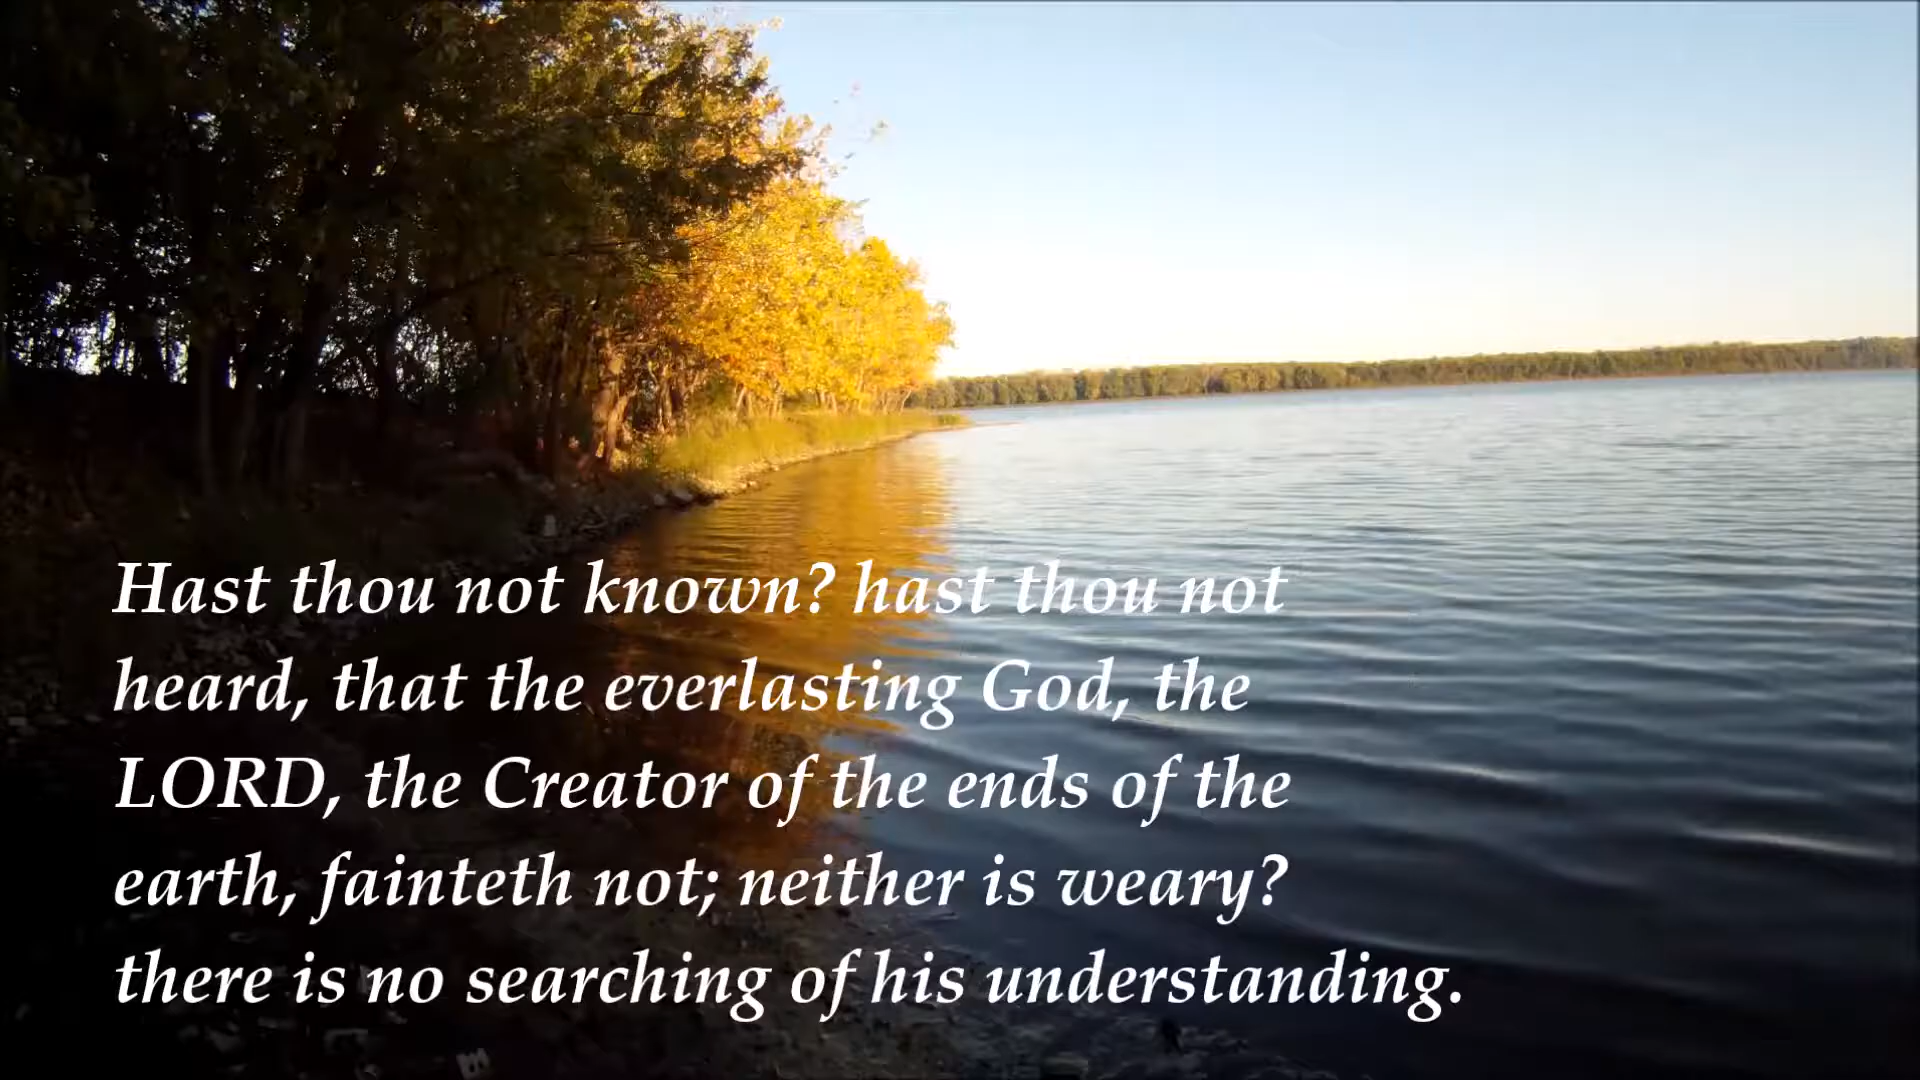 Hast thou not known? hast thou not
heard, that the everlasting God, the
LORD, the Creator of the ends of the
earth, fainteth not; neither is weary?
there is no searching of his understanding.